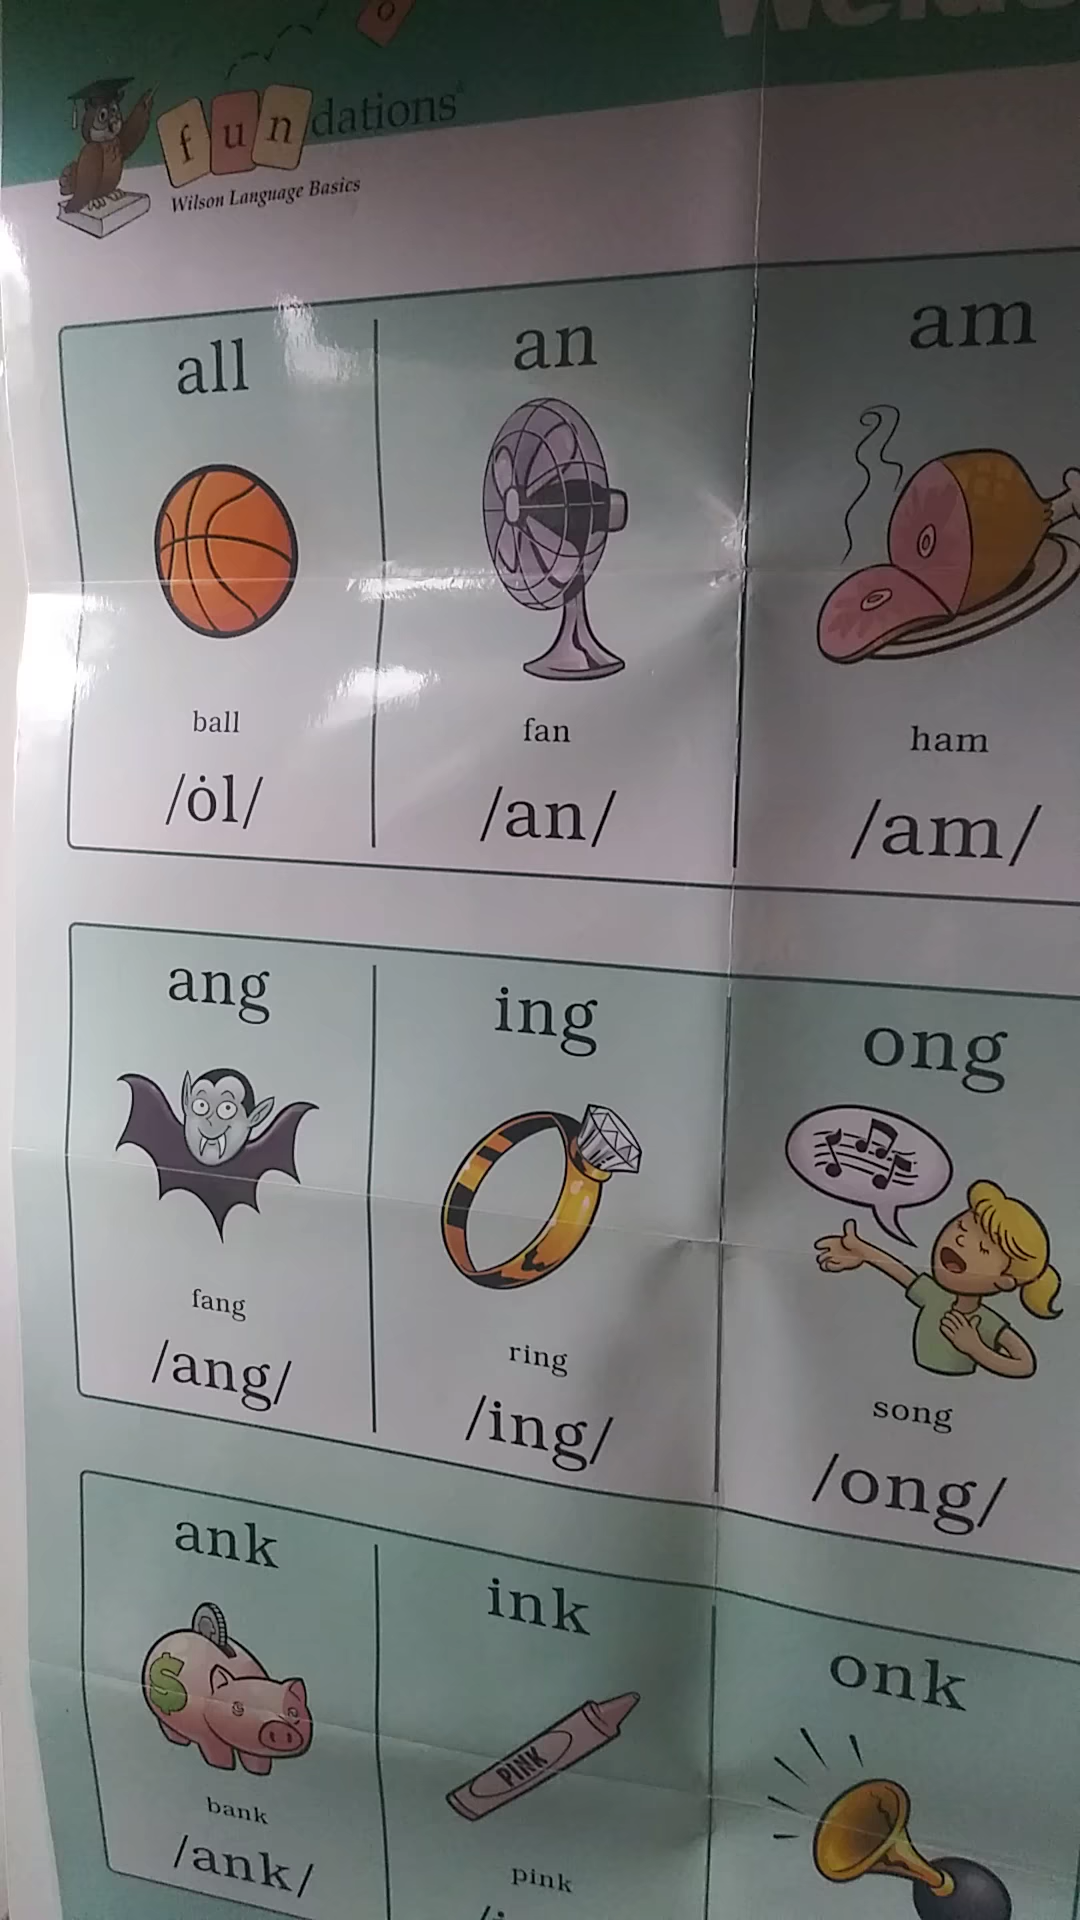 o
fundations®
Wilson Language Basics
all an am
ball fan ham
/ȯl/ /an/ /am/
ang ing ong
fang ring song
/ang/ /ing/ /ong/
ank ink onk
$ PINK
bank pink
/ank/